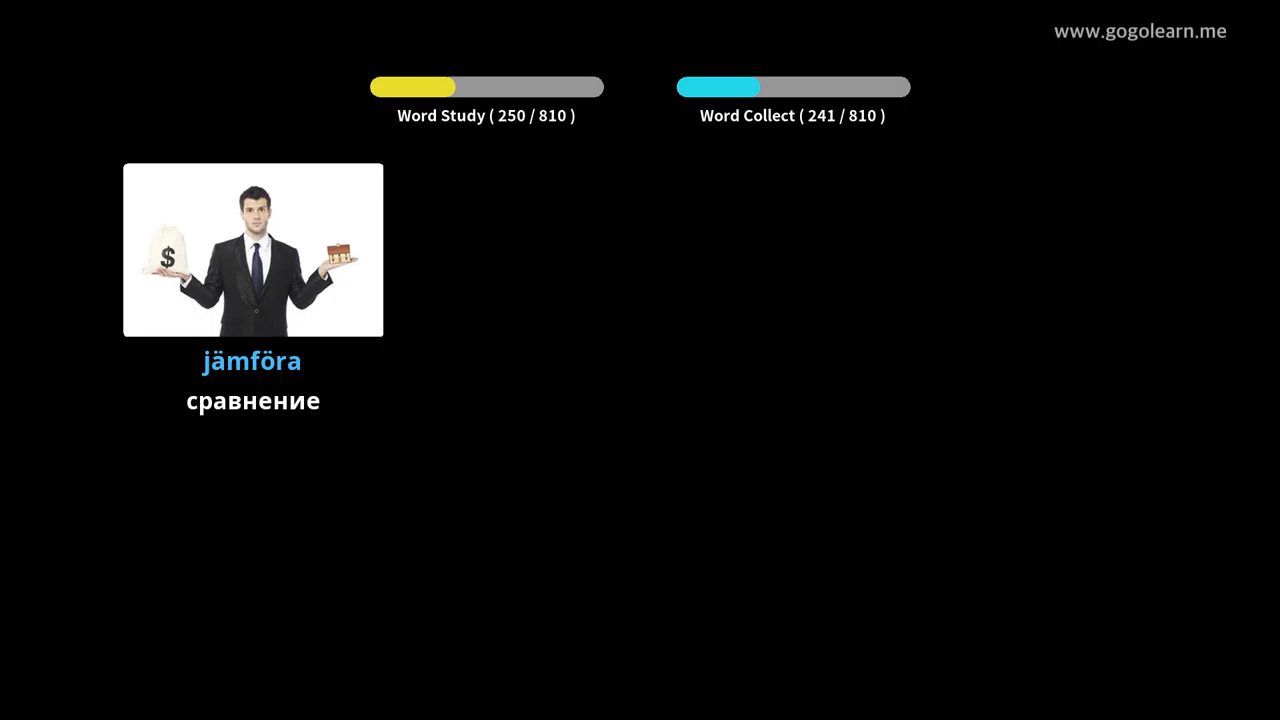 www.gogolearn.me
Word Study ( 250 / 810 )
Word Collect ( 241 / 810 )
$
jämföra
сравнение